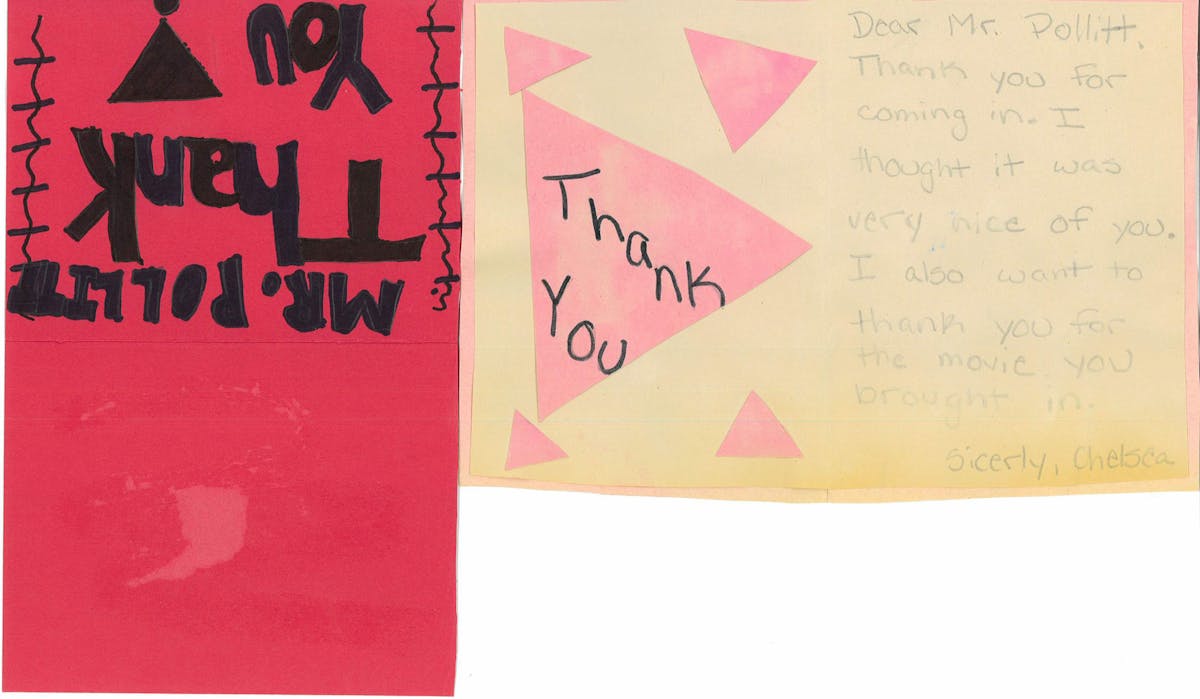 MR. POLLIT
Thank
YOU
Thank
You
Dear Mr. Pollitt,
Thank you for
coming in. I
thought it was
very nice of you.
I also want to
thank you for
the movie you
brought in.
Sicerly, Chelsea